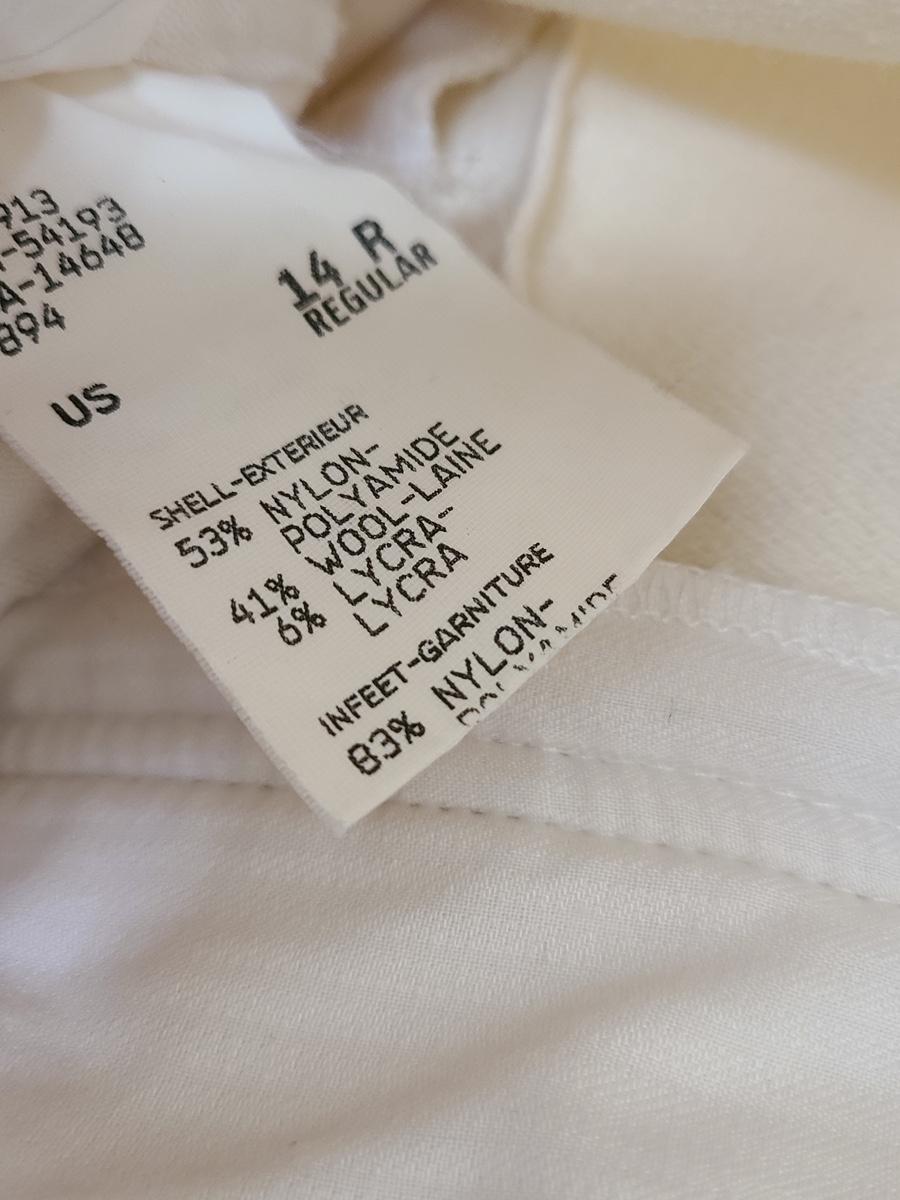 913
-54193
A-14648
894
14 R
REGULAR
US
SHELL-EXTERIEUR
53% NYLON-
POLYAMIDE
41% WOOL-LAINE
6% LYCRA-
LYCRA
INFEET-GARNITURE
83% NYLON-